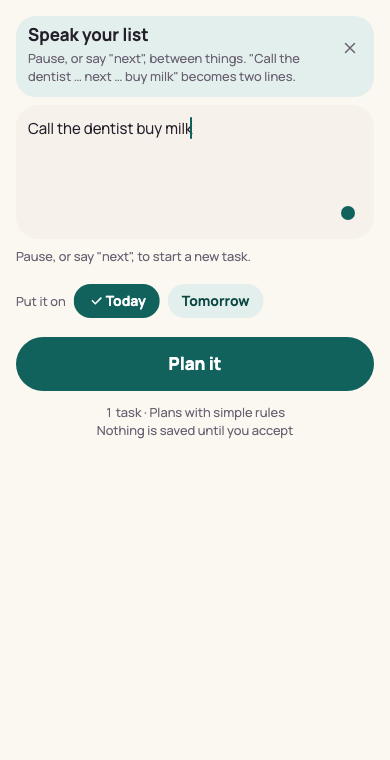 Speak your list
Pause, or say "next", between things. "Call the
dentist … next … buy milk" becomes two lines.
Call the dentist buy milk
Pause, or say "next", to start a new task.
Put it on
Today
Tomorrow
Plan it
1 task · Plans with simple rules
Nothing is saved until you accept